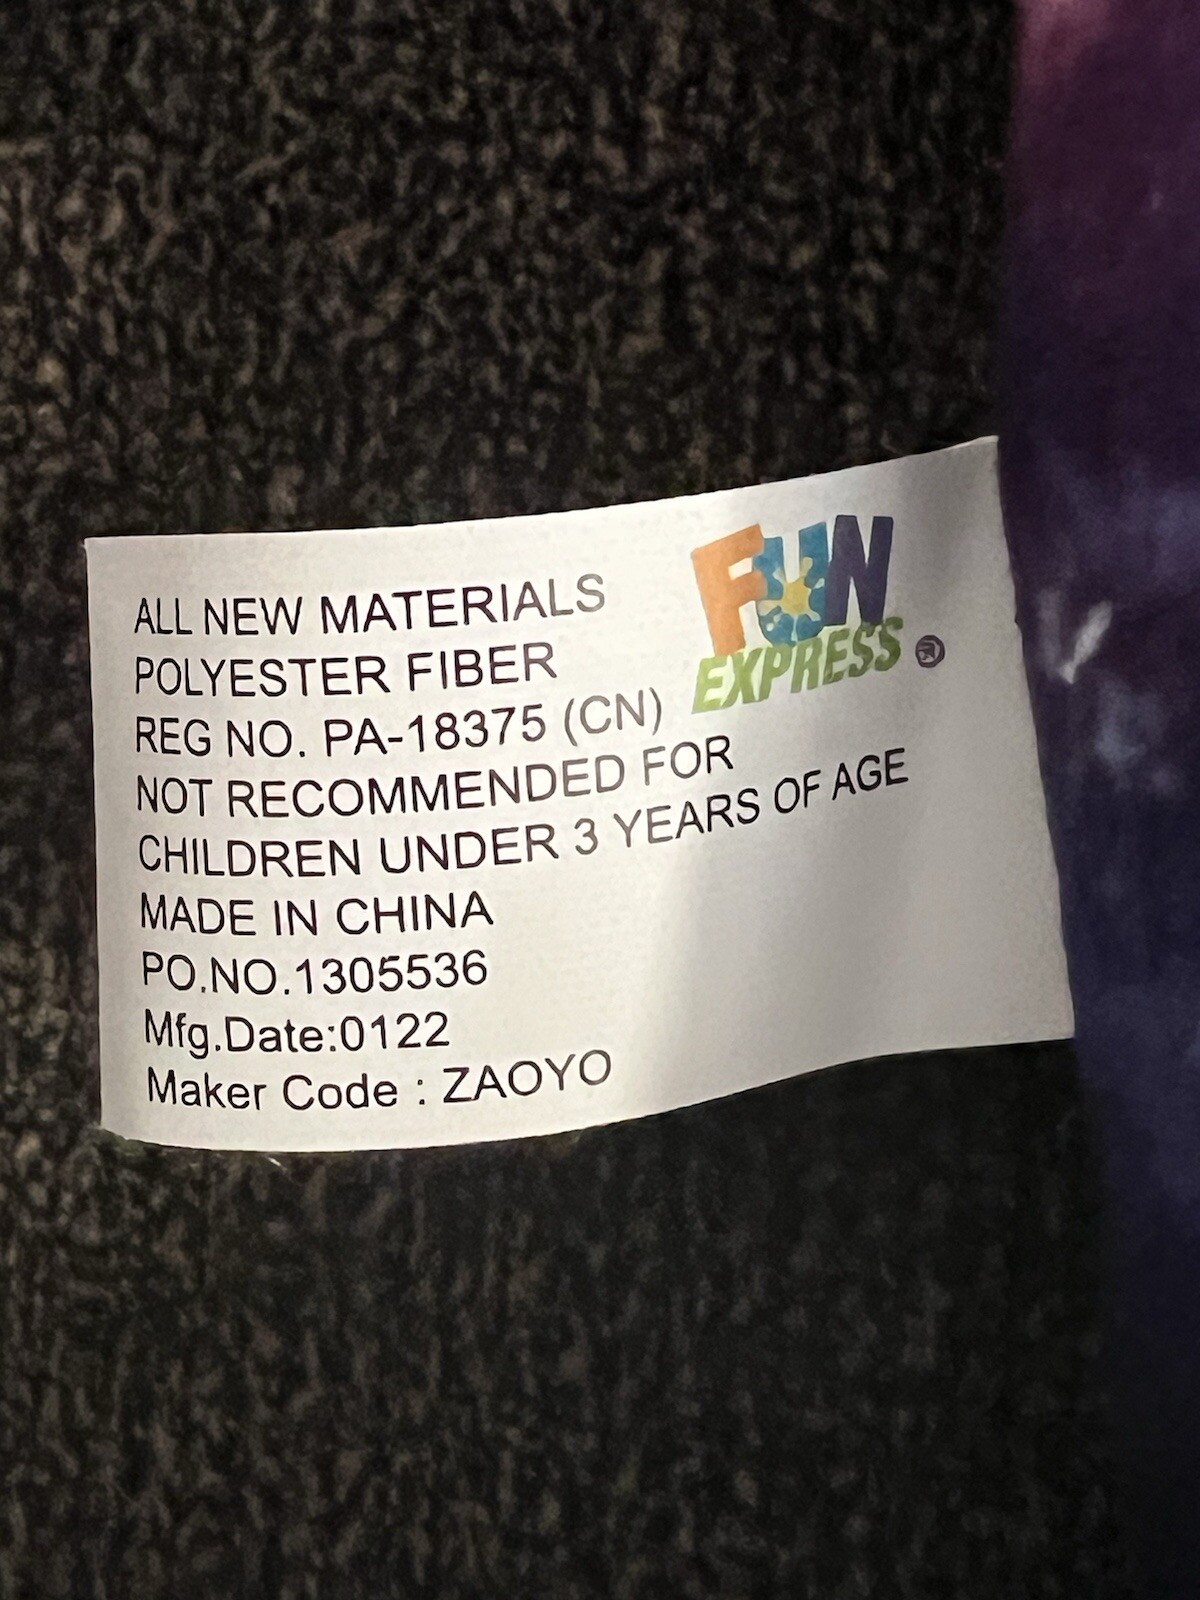 FUN
EXPRESS®
ALL NEW MATERIALS
POLYESTER FIBER
REG NO. PA-18375 (CN)
NOT RECOMMENDED FOR
CHILDREN UNDER 3 YEARS OF AGE
MADE IN CHINA
PO.NO.1305536
Mfg.Date:0122
Maker Code : ZAOYO